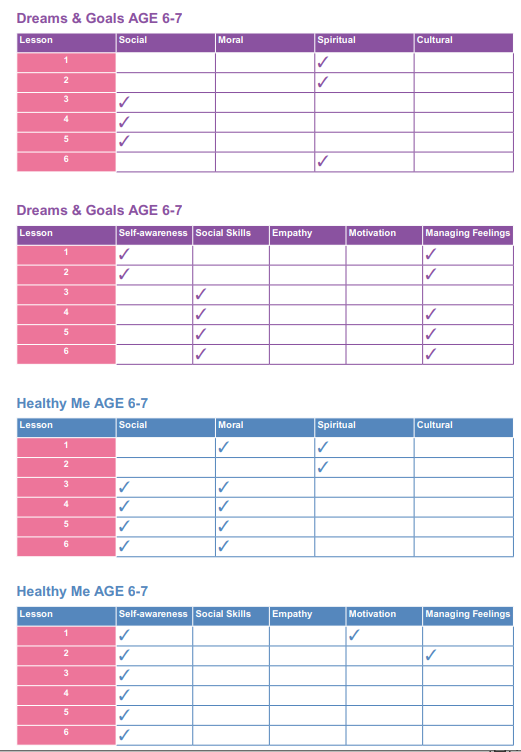 Dreams & Goals AGE 6-7
Lesson Social Moral Spiritual Cultural
1 ✓
2 ✓
3 ✓
4 ✓
5 ✓
6 ✓
Dreams & Goals AGE 6-7
Lesson Self-awareness Social Skills Empathy Motivation Managing Feelings
1 ✓ ✓
2 ✓ ✓
3 ✓
4 ✓ ✓
5 ✓ ✓
6 ✓ ✓
Healthy Me AGE 6-7
Lesson Social Moral Spiritual Cultural
1 ✓ ✓
2 ✓
3 ✓ ✓
4 ✓ ✓
5 ✓ ✓
6 ✓ ✓
Healthy Me AGE 6-7
Lesson Self-awareness Social Skills Empathy Motivation Managing Feelings
1 ✓ ✓
2 ✓ ✓
3 ✓
4 ✓
5 ✓
6 ✓